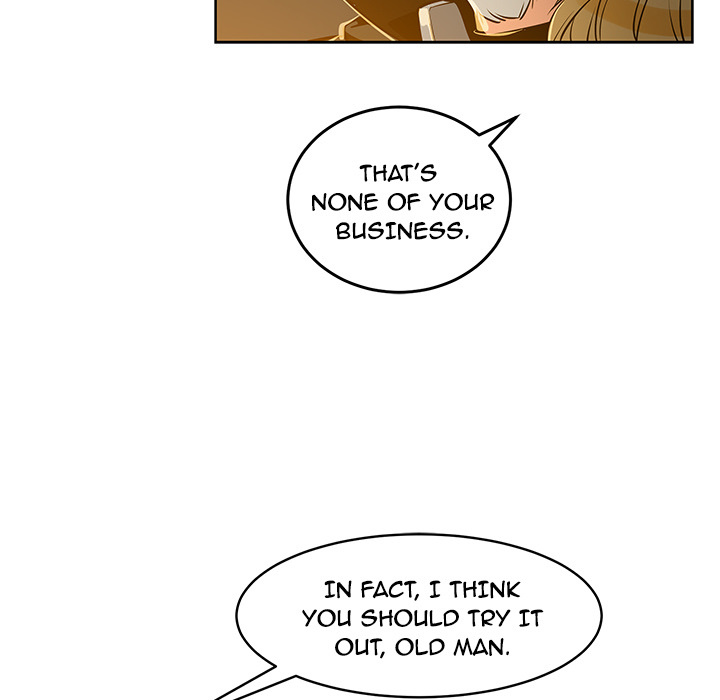 THAT'S
NONE OF YOUR
BUSINESS.
IN FACT, I THINK
YOU SHOULD TRY IT
OUT, OLD MAN.